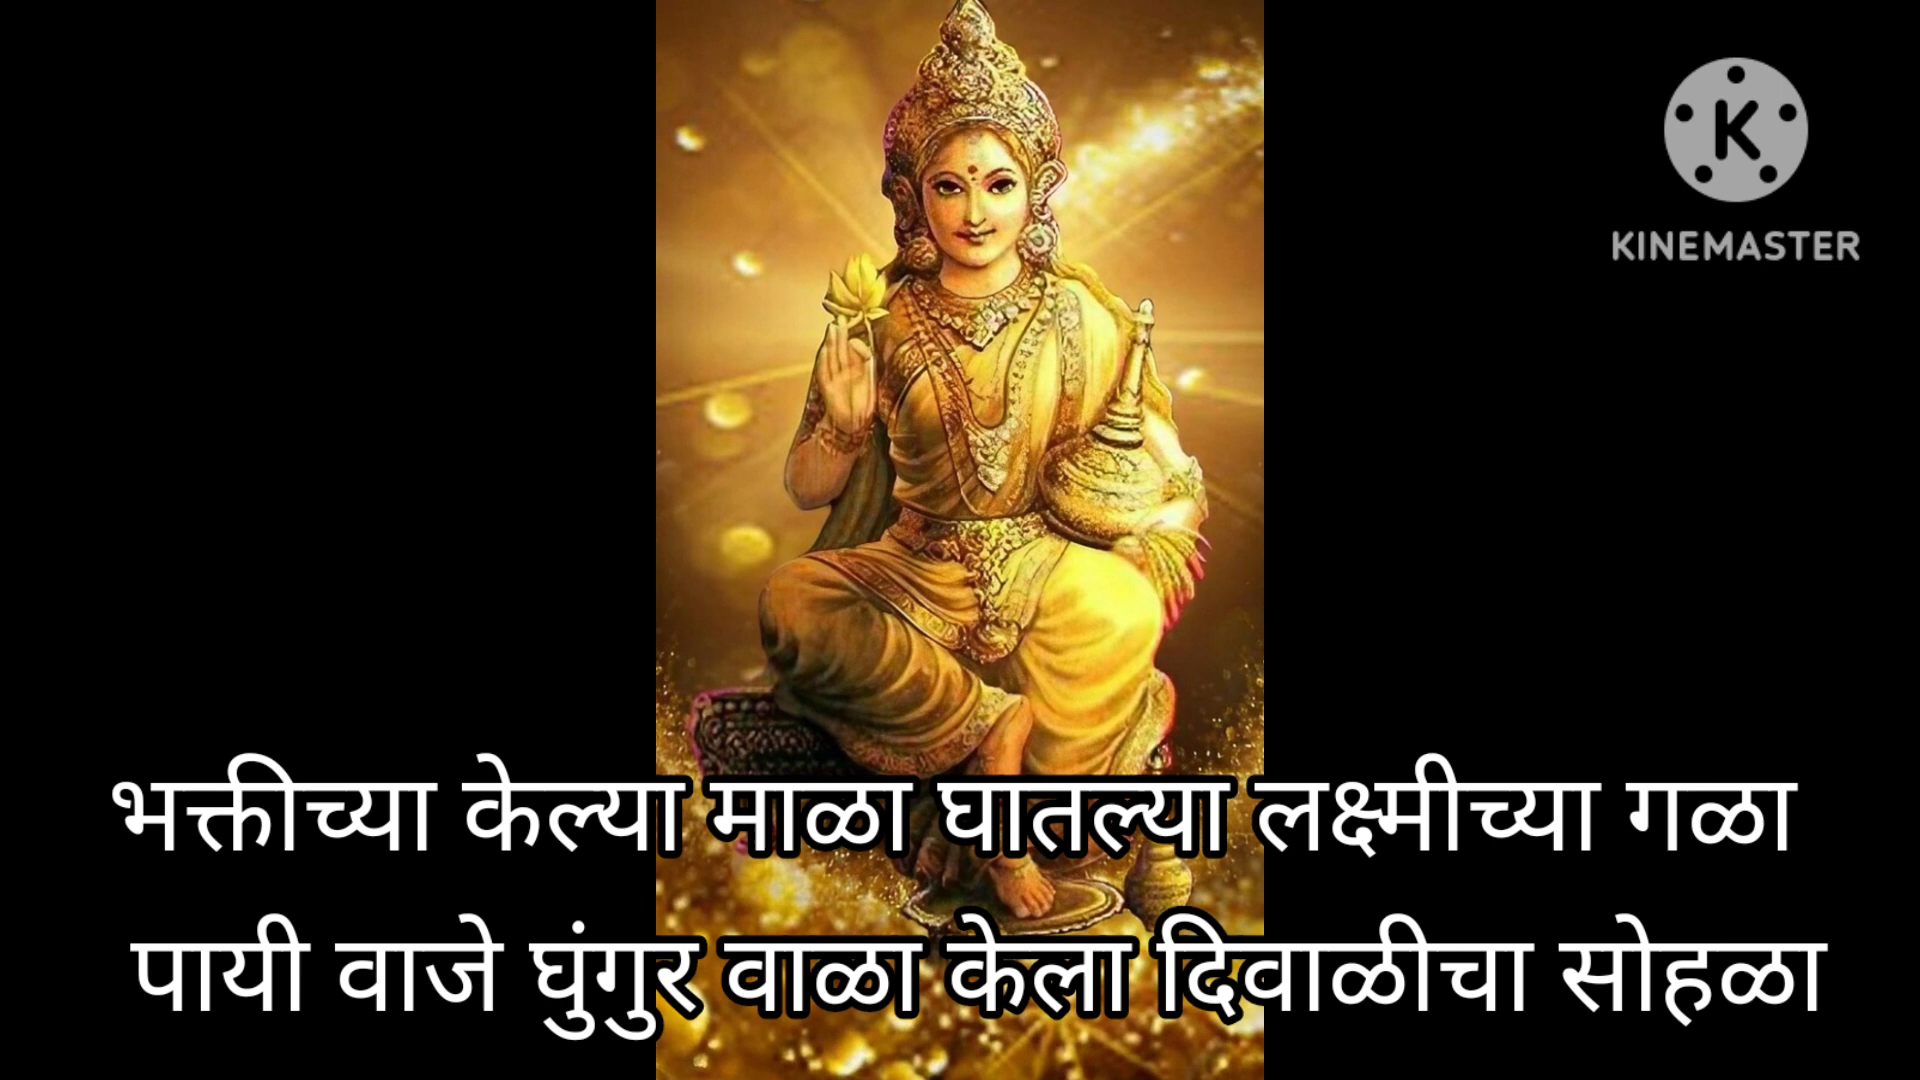 K
KINEMASTER
भक्तीच्या केल्या माळा घातल्या लक्ष्मीच्या गळा
पायी वाजे घुंगुर वाळा केला दिवाळीचा सोहळा